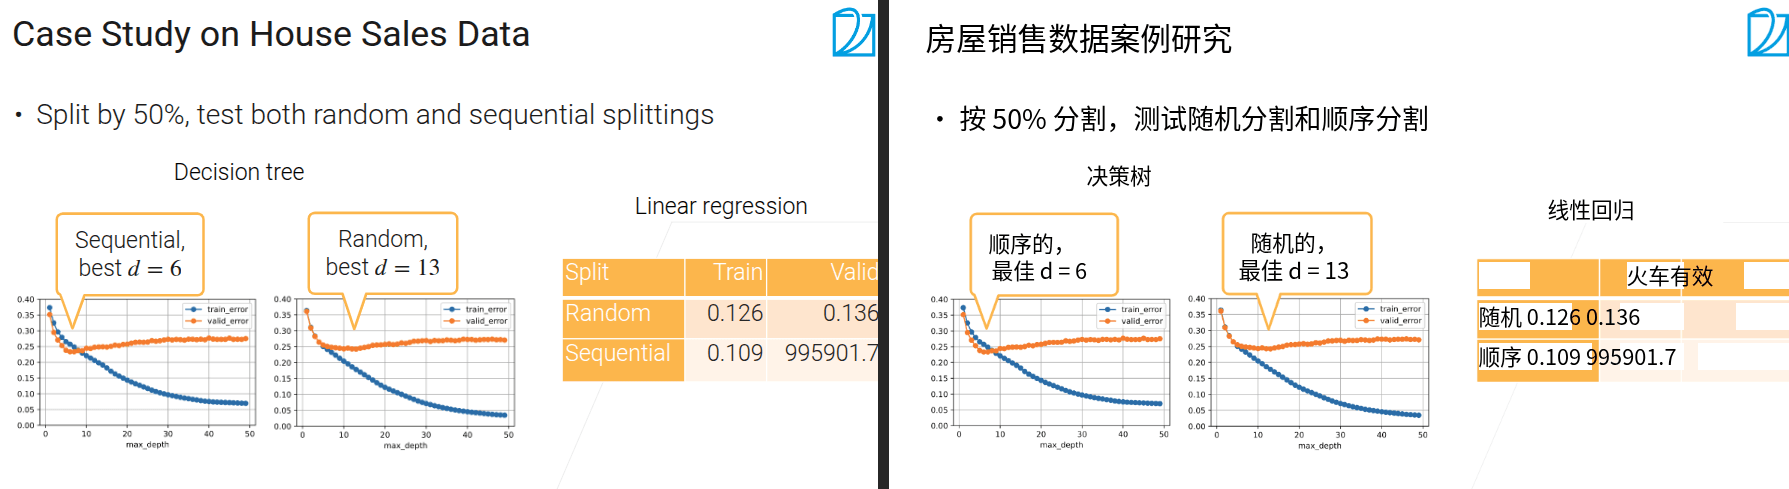 Case Study on House Sales Data
• Split by 50%, test both random and sequential splittings
Decision tree
Linear regression
Sequential,
best d = 6
Random,
best d = 13
0.40
0.35
0.30
0.25
0.20
0.15
0.10
0.05
0.00
0 10 20 30 40 50
max_depth
train_error
valid_error
0.40
0.35
0.30
0.25
0.20
0.15
0.10
0.05
0.00
0 10 20 30 40 50
max_depth
train_error
valid_error
Split Train Valid
Random 0.126 0.136
Sequential 0.109 995901.7
房屋销售数据案例研究
• 按 50% 分割，测试随机分割和顺序分割
决策树
线性回归
顺序的，
最佳 d = 6
随机的，
最佳 d = 13
0.40
0.35
0.30
0.25
0.20
0.15
0.10
0.05
0.00
0 10 20 30 40 50
max_depth
train_error
valid_error
0.40
0.35
0.30
0.25
0.20
0.15
0.10
0.05
0.00
0 10 20 30 40 50
max_depth
train_error
valid_error
火车有效
随机 0.126 0.136
顺序 0.109 995901.7